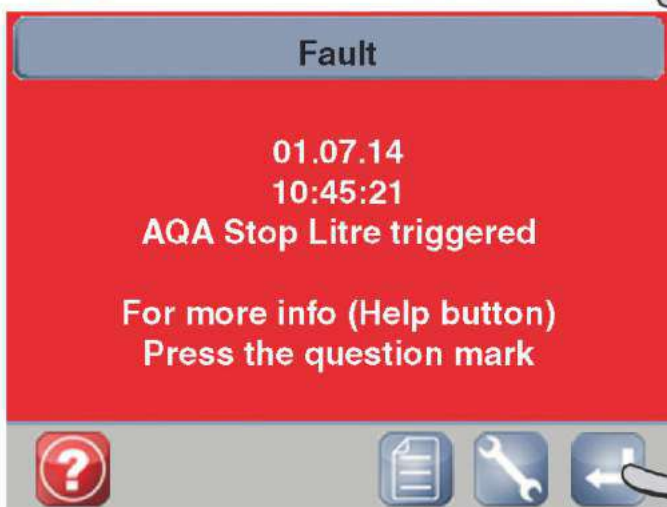 Fault
01.07.14
10:45:21
AQA Stop Litre triggered
For more info (Help button)
Press the question mark
?